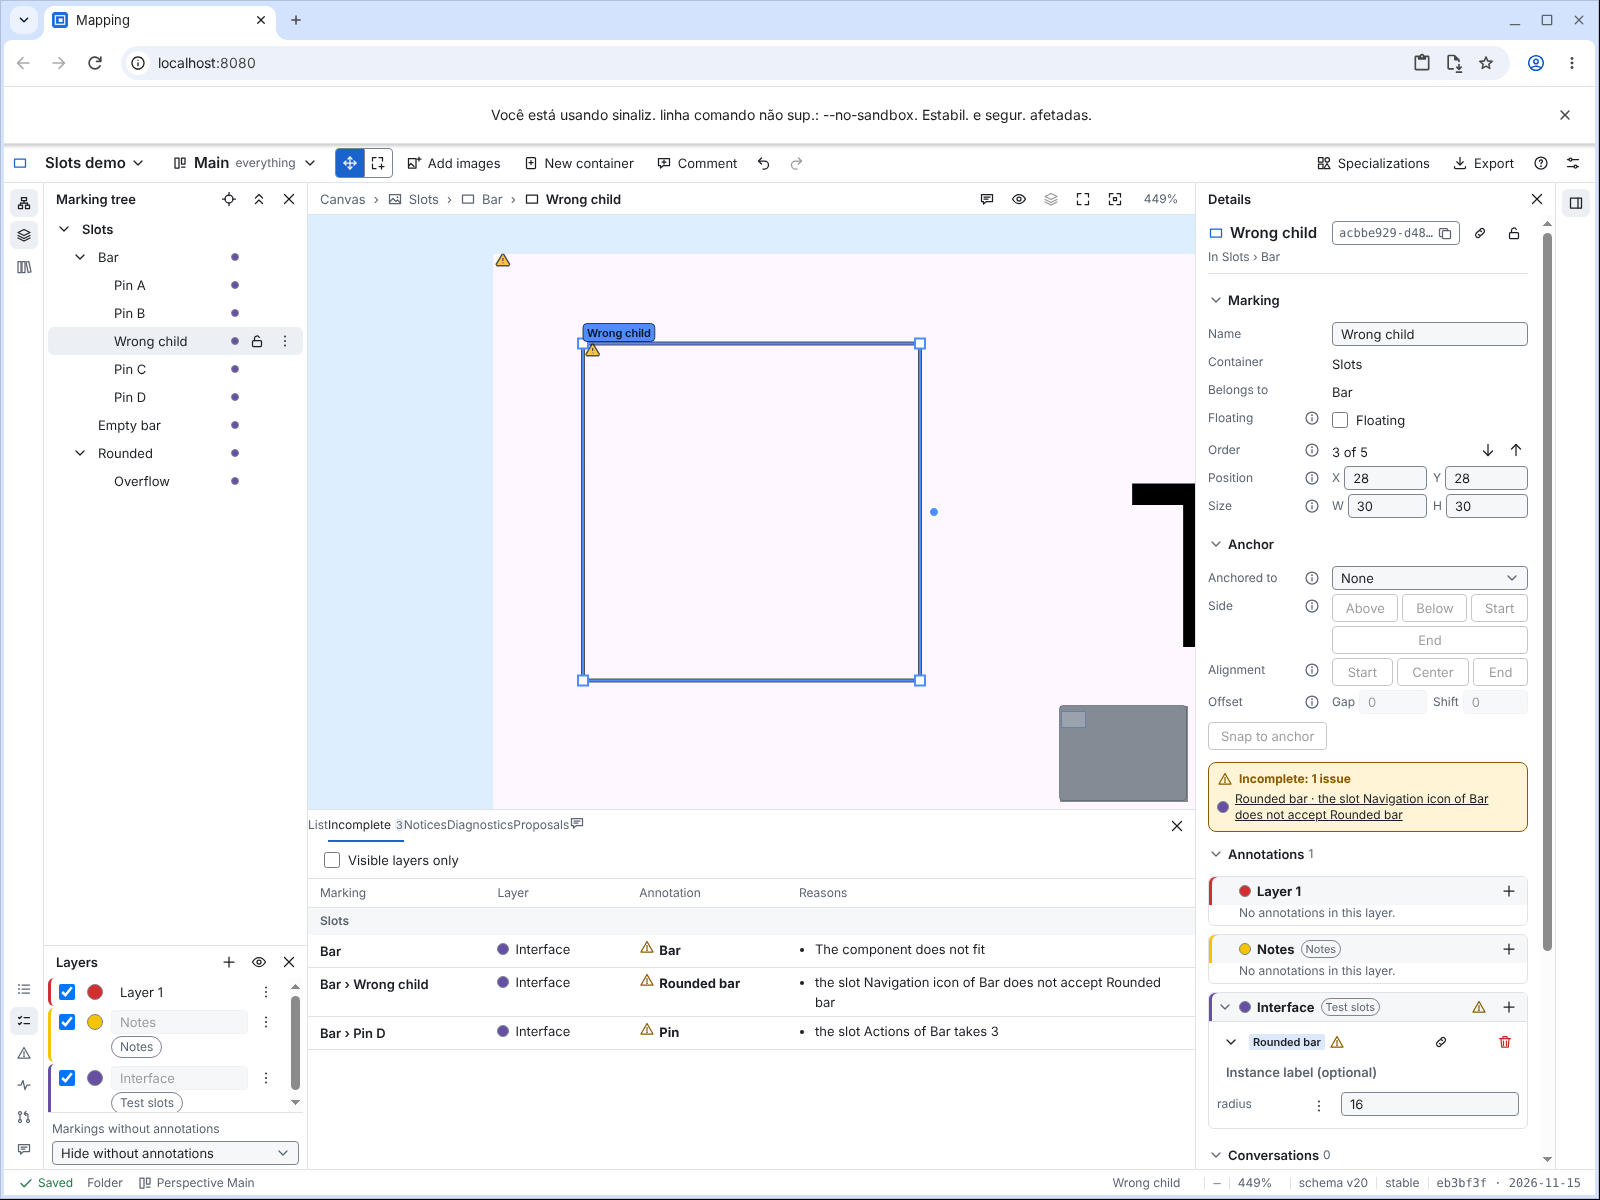 Mapping
localhost:8080
Você está usando sinaliz. linha comando não sup.: --no-sandbox. Estabil. e segur. afetadas.
Slots demo
Main everything
Add images
New container
Comment
Specializations
Export
Marking tree
Slots
Bar
Pin A
Pin B
Wrong child
Pin C
Pin D
Empty bar
Rounded
Overflow
Layers
Layer 1
Notes
Notes
Interface
Test slots
Markings without annotations
Hide without annotations
Canvas › Slots › Bar › Wrong child
449%
Wrong child
List Incomplete 3 Notices Diagnostics Proposals
Visible layers only
Marking Layer Annotation Reasons
Slots
Bar Interface Bar • The component does not fit
Bar › Wrong child Interface Rounded bar • the slot Navigation icon of Bar does not accept Rounded
bar
Bar › Pin D Interface Pin • the slot Actions of Bar takes 3
Details
Wrong child acbbe929-d48…
In Slots › Bar
Marking
Name Wrong child
Container Slots
Belongs to Bar
Floating Floating
Order 3 of 5
Position X 28 Y 28
Size W 30 H 30
Anchor
Anchored to None
Side Above Below Start
End
Alignment Start Center End
Offset Gap 0 Shift 0
Snap to anchor
Incomplete: 1 issue
Rounded bar · the slot Navigation icon of Bar
does not accept Rounded bar
Annotations 1
Layer 1
No annotations in this layer.
Notes Notes
No annotations in this layer.
Interface Test slots
Rounded bar
Instance label (optional)
radius 16
Conversations 0
Saved Folder Perspective Main
Wrong child – 449% schema v20 stable eb3bf3f · 2026-11-15